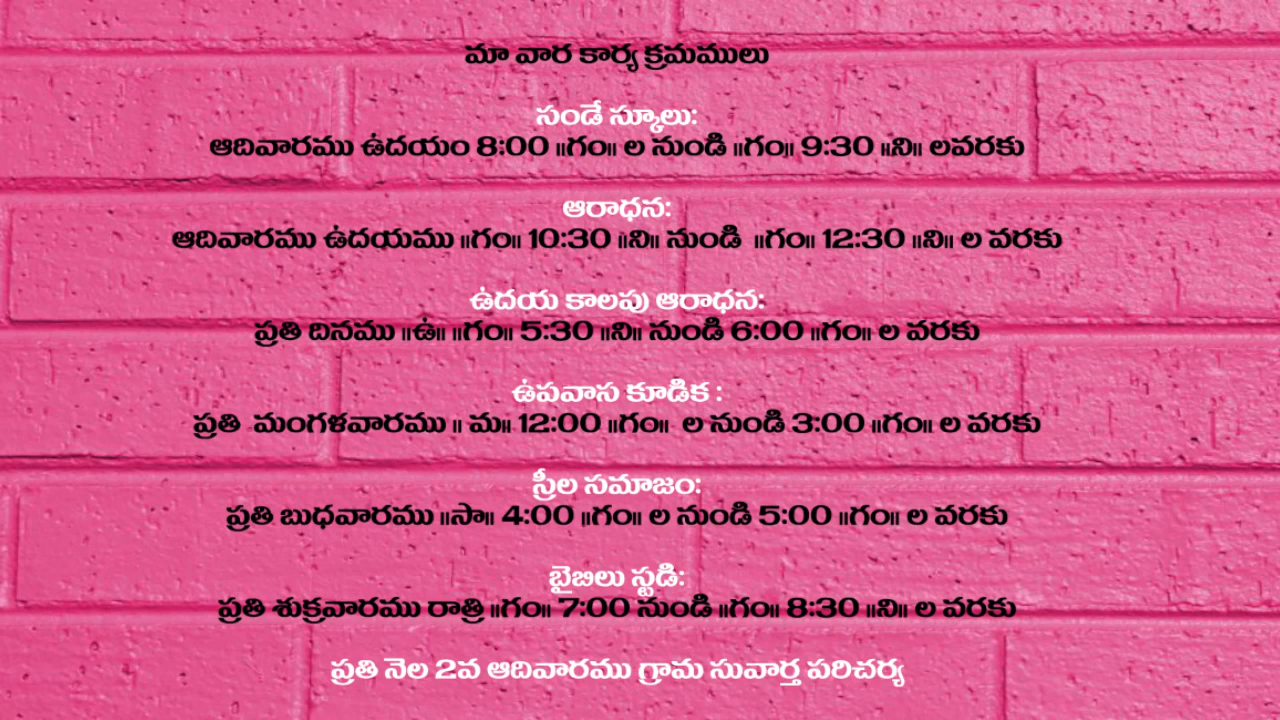 మా వార కార్య క్రమములు
సండే స్కూలు:
ఆదివారము ఉదయం 8:00 ॥గం॥ ల నుండి ॥గం॥ 9:30 ॥ని॥ లవరకు
ఆరాధన:
ఆదివారము ఉదయము ॥గం॥ 10:30 ॥ని॥ నుండి ॥గం॥ 12:30 ॥ని॥ ల వరకు
ఉదయ కాలపు ఆరాధన:
ప్రతి దినము ॥ఉ॥ ॥గం॥ 5:30 ॥ని॥ నుండి 6:00 ॥గం॥ ల వరకు
ఉపవాస కూడిక :
ప్రతి మంగళవారము ॥ మ॥ 12:00 ॥గం॥ ల నుండి 3:00 ॥గం॥ ల వరకు
స్త్రీల సమాజం:
ప్రతి బుధవారము ॥సా॥ 4:00 ॥గం॥ ల నుండి 5:00 ॥గం॥ ల వరకు
బైబిలు స్టడి:
ప్రతి శుక్రవారము రాత్రి ॥గం॥ 7:00 నుండి ॥గం॥ 8:30 ॥ని॥ ల వరకు
ప్రతి నెల 2వ ఆదివారము గ్రామ సువార్త పరిచర్య